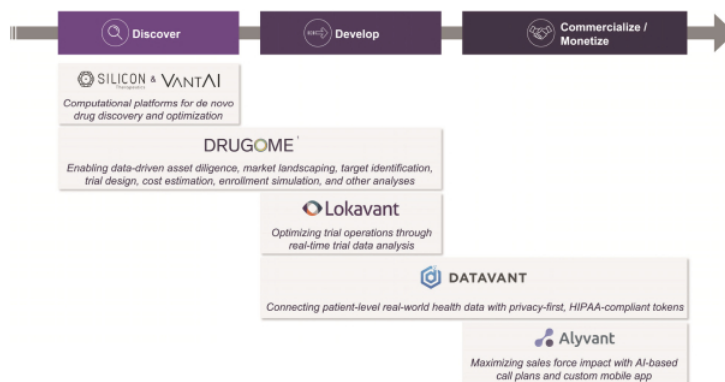 Discover
Develop
Commercialize /
Monetize
SILICON & VANTAI
Therapeutics
Computational platforms for de novo
drug discovery and optimization
DRUGOME
Enabling data-driven asset diligence, market landscaping, target identification,
trial design, cost estimation, enrollment simulation, and other analyses
Lokavant
Optimizing trial operations through
real-time trial data analysis
DATAVANT
Connecting patient-level real-world health data with privacy-first, HIPAA-compliant tokens
Alyvant
Maximizing sales force impact with AI-based
call plans and custom mobile app